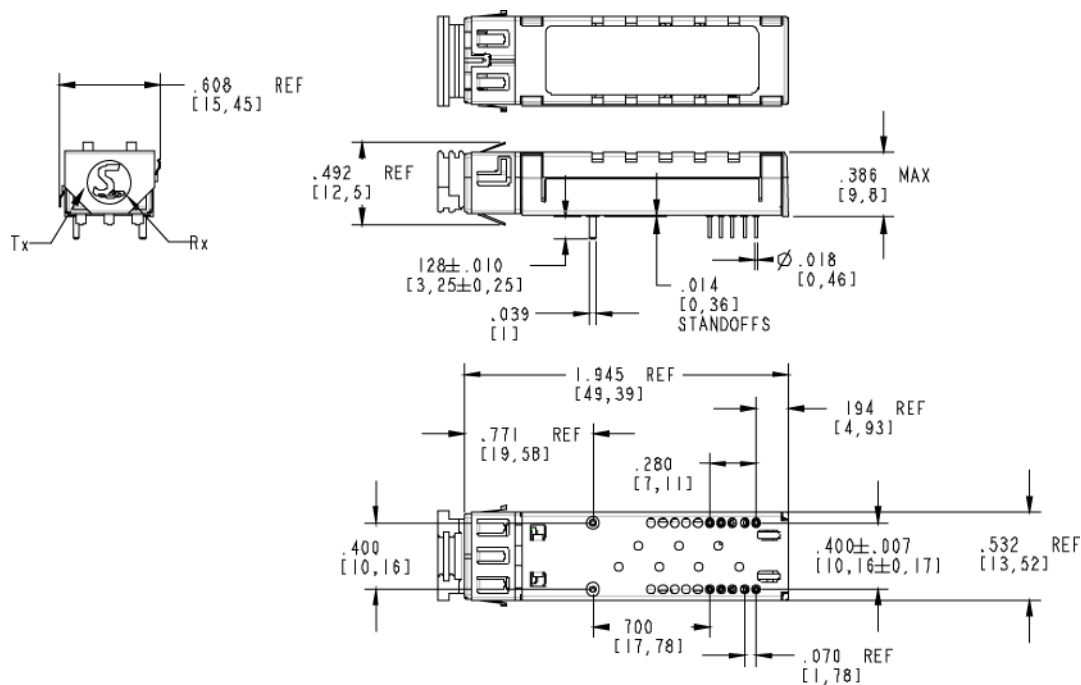 .608 REF
[15,45]
Tx
Rx
.492 REF
[12,5]
.386 MAX
[9,8]
128±.010
[3,25±0,25]
.039
[1]
.014
[0,36]
STANDOFFS
Ø .018
[0,46]
1.945 REF
[49,39]
.771 REF
[19,58]
.280
[7,11]
.194 REF
[4,93]
.400
[10,16]
.400±.007
[10,16±0,17]
.532 REF
[13,52]
700
[17,78]
.070 REF
[1,78]